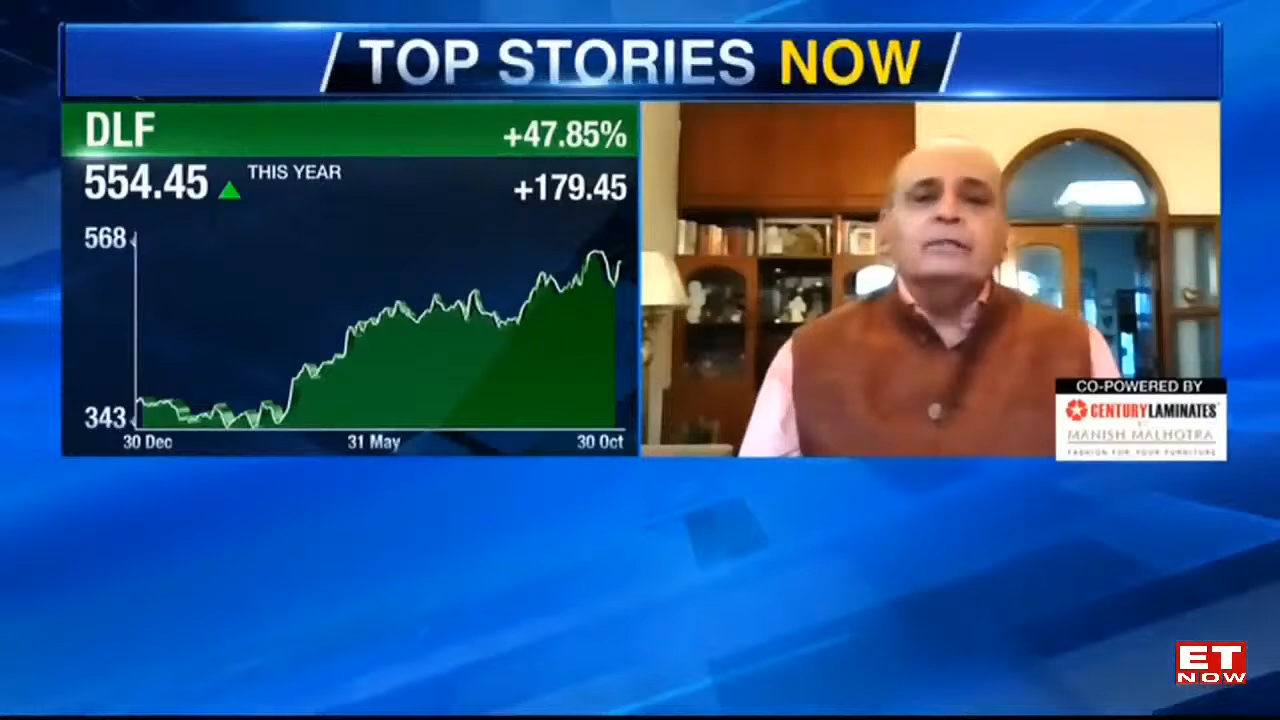 TOP STORIES NOW
DLF
+47.85%
554.45
THIS YEAR
+179.45
568
343
30 Dec
31 May
30 Oct
CO-POWERED BY
CENTURYLAMINATES
MANISH MALHOTRA
FASHION FOR YOUR FURNITURE
ET
NOW